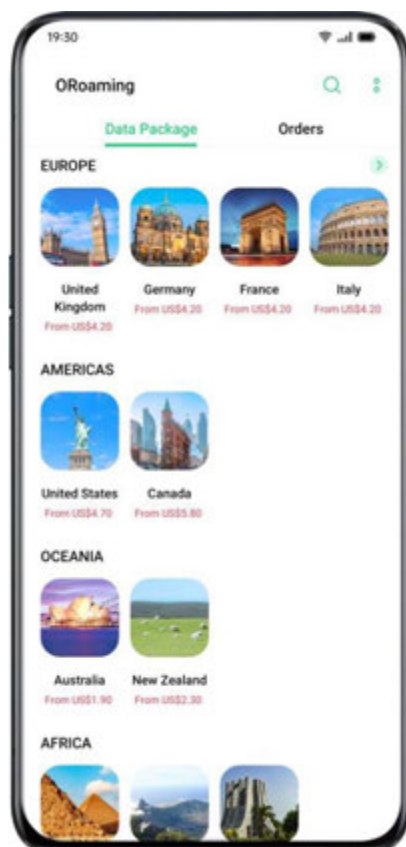 19:30
ORoaming
Data Package Orders
EUROPE
United Kingdom Germany France Italy
From US$4.20 From US$4.20 From US$4.20 From US$4.20
AMERICAS
United States Canada
From US$4.70 From US$5.80
OCEANIA
Australia New Zealand
From US$1.90 From US$2.30
AFRICA